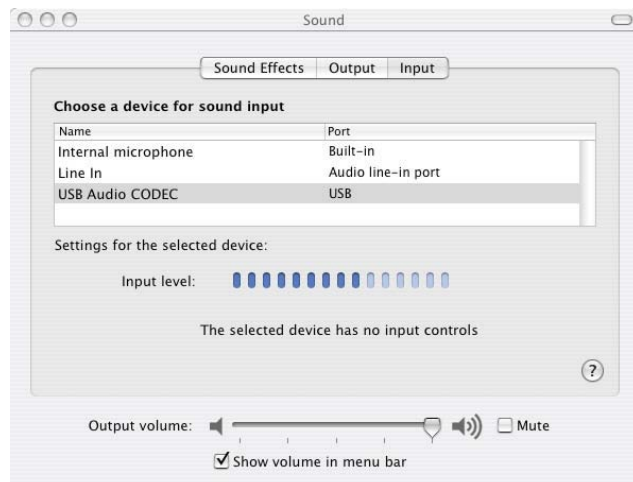 Sound
Sound Effects Output Input
Choose a device for sound input
Name Port
Internal microphone Built-in
Line In Audio line-in port
USB Audio CODEC USB
Settings for the selected device:
Input level:
The selected device has no input controls
?
Output volume: Mute
Show volume in menu bar